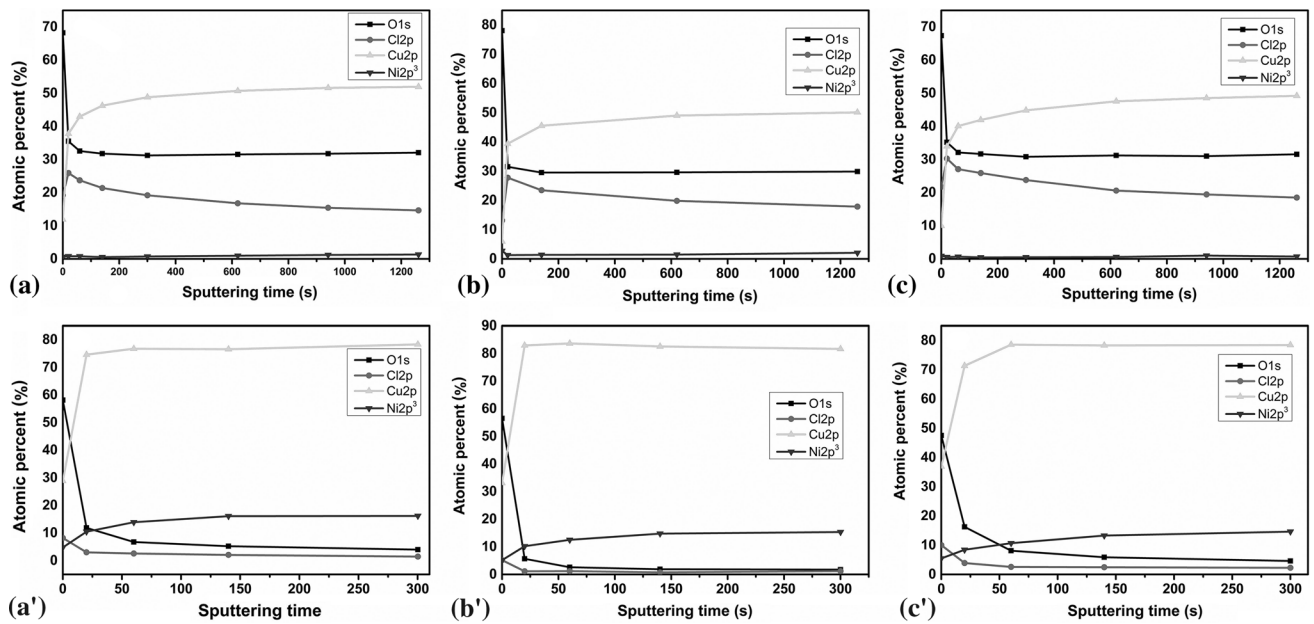 70
60
50
40
30
20
10
0
Atomic percent (%)
O1s
Cl2p
Cu2p
Ni2p³
0 200 400 600 800 1000 1200
Sputtering time (s)
(a)
80
70
60
50
40
30
20
10
0
Atomic percent (%)
O1s
Cl2p
Cu2p
Ni2p³
0 200 400 600 800 1000 1200
Sputtering time (s)
(b)
70
60
50
40
30
20
10
0
Atomic percent (%)
O1s
Cl2p
Cu2p
Ni2p³
0 200 400 600 800 1000 1200
Sputtering time (s)
(c)
80
70
60
50
40
30
20
10
0
Atomic percent (%)
O1s
Cl2p
Cu2p
Ni2p³
0 50 100 150 200 250 300
Sputtering time
(a')
90
80
70
60
50
40
30
20
10
0
Atomic percent (%)
O1s
Cl2p
Cu2p
Ni2p³
0 50 100 150 200 250 300
Sputtering time (s)
(b')
80
70
60
50
40
30
20
10
0
Atomic percent (%)
O1s
Cl2p
Cu2p
Ni2p³
0 50 100 150 200 250 300
Sputtering time (s)
(c')